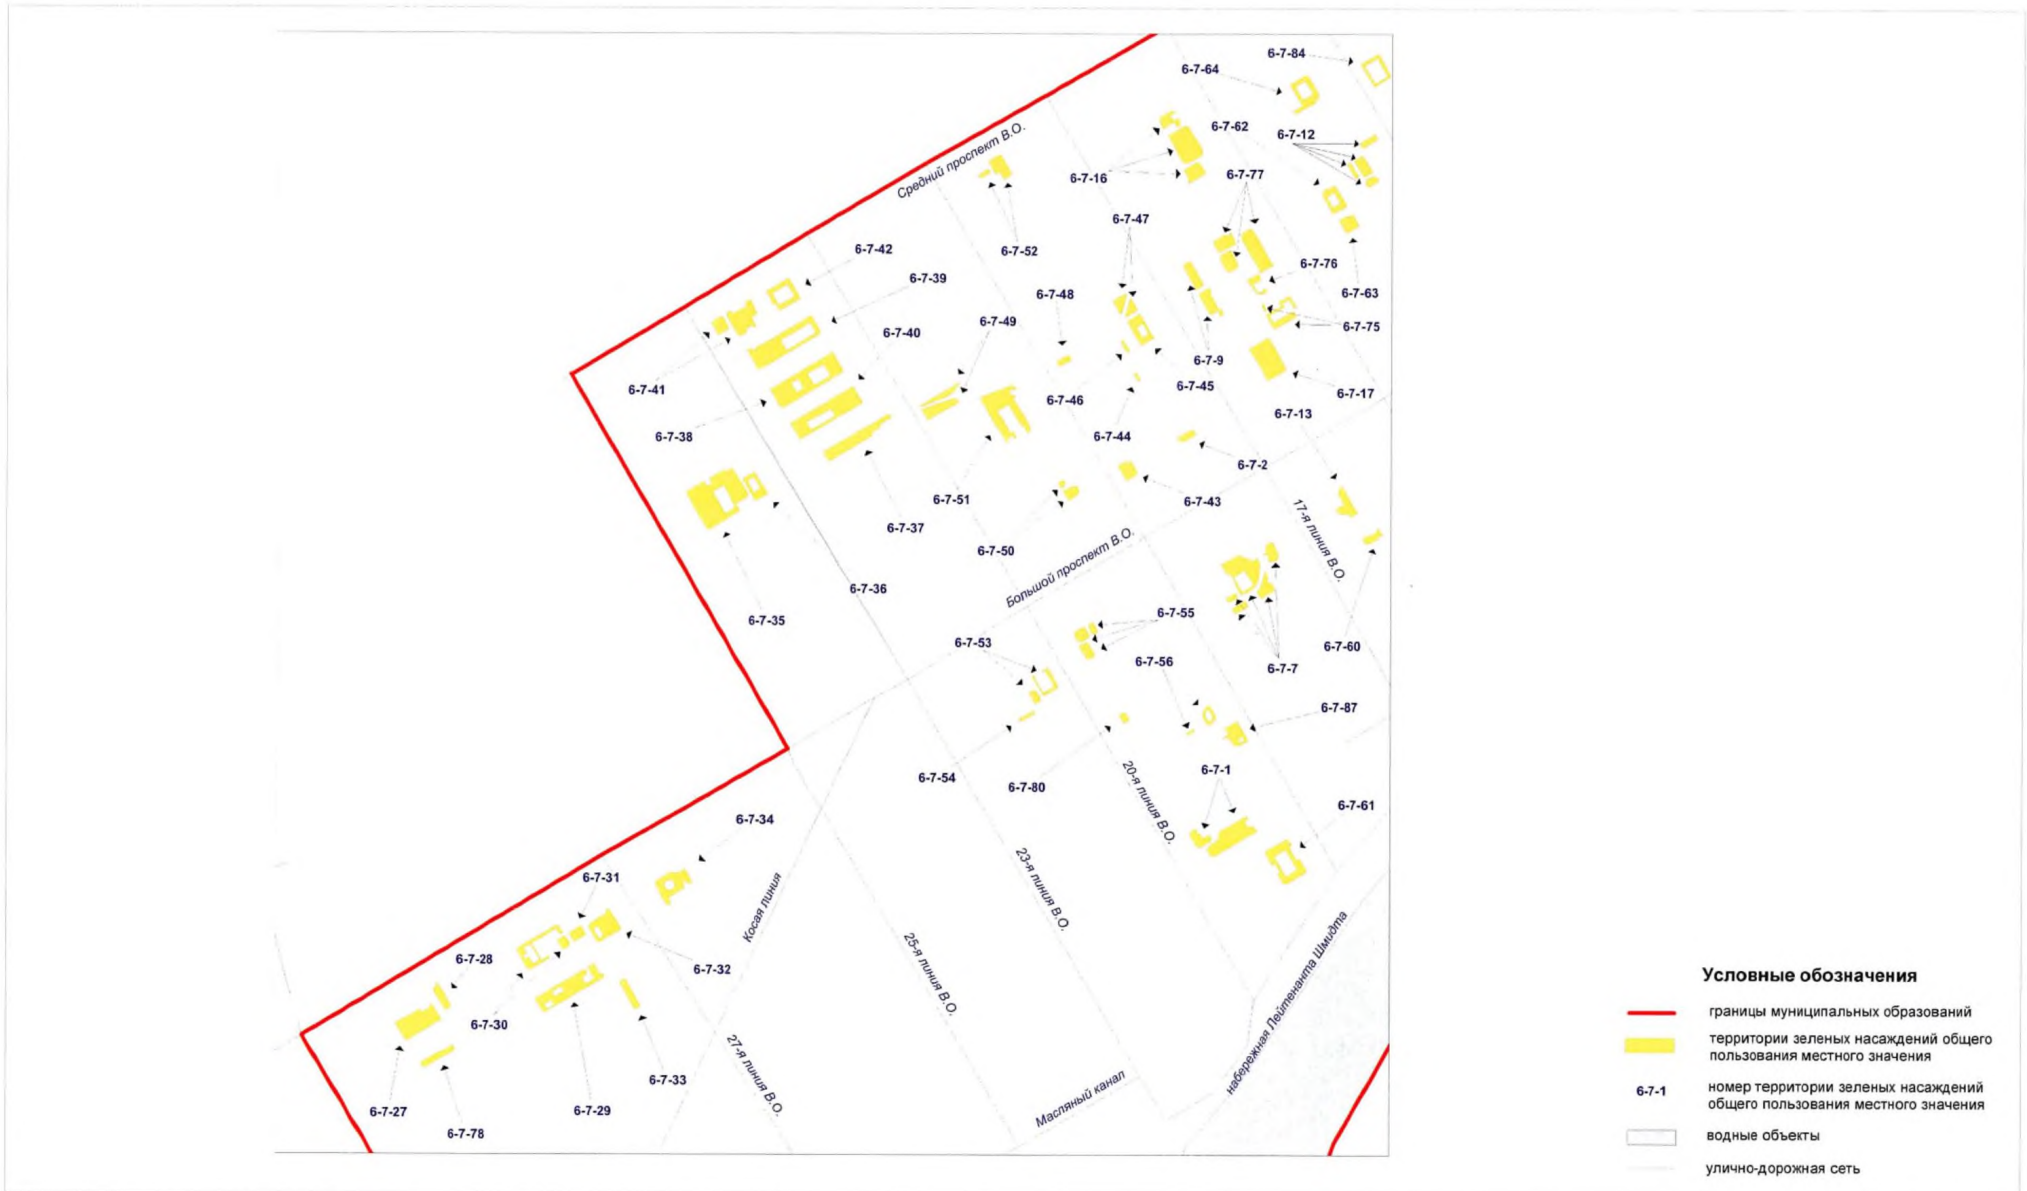 6-7-84
6-7-64
6-7-62
6-7-12
Средний проспект В.О.
6-7-16
6-7-77
6-7-47
6-7-42
6-7-52
6-7-39
6-7-76
6-7-48
6-7-63
6-7-49
6-7-75
6-7-40
6-7-9
6-7-41
6-7-45
6-7-17
6-7-46
6-7-13
6-7-38
6-7-44
6-7-2
6-7-51
6-7-43
17-я линия В.О.
6-7-37
6-7-50
Большой проспект В.О.
6-7-36
6-7-35
6-7-55
6-7-53
6-7-60
6-7-56
6-7-7
6-7-87
6-7-1
6-7-54
6-7-80
20-я линия В.О.
6-7-61
6-7-34
23-я линия В.О.
6-7-31
Косая линия
набережная Лейтенанта Шмидта
6-7-28
6-7-32
25-я линия В.О.
6-7-30
27-я линия В.О.
6-7-33
Масляный канал
6-7-27
6-7-29
6-7-78
Условные обозначения
границы муниципальных образований
территории зеленых насаждений общего
пользования местного значения
6-7-1
номер территории зеленых насаждений
общего пользования местного значения
водные объекты
улично-дорожная сеть